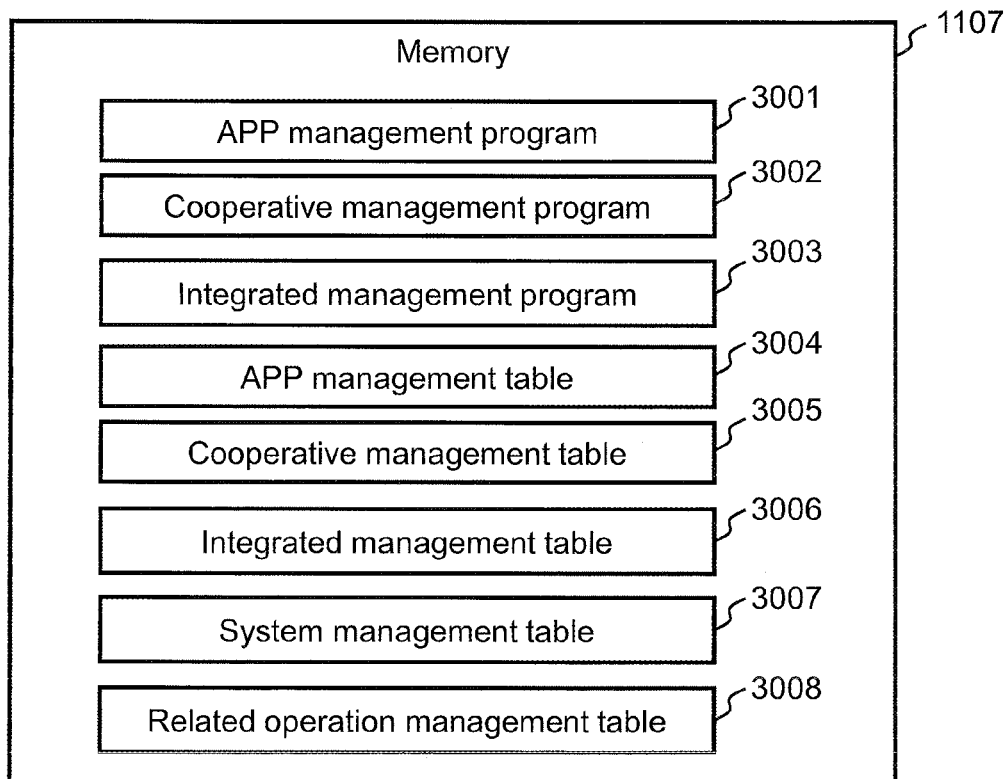 1107
Memory
3001
APP management program
3002
Cooperative management program
3003
Integrated management program
3004
APP management table
3005
Cooperative management table
3006
Integrated management table
3007
System management table
3008
Related operation management table